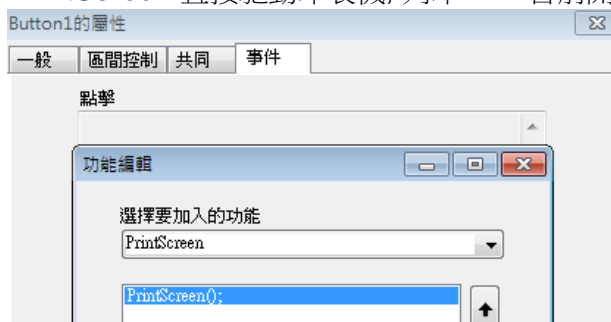 Button1的屬性
一般 區間控制 共同 事件
點擊
功能編輯
選擇要加入的功能
PrintScreen
PrintScreen();